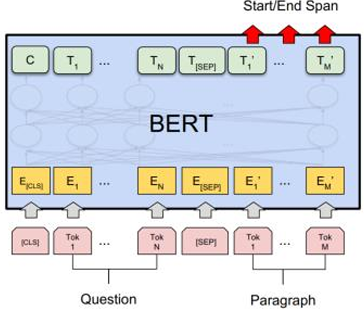 Start/End Span
C T1 ... TN T[SEP] T1' ... TM'
BERT
E[CLS] E1 ... EN E[SEP] E1' ... EM'
[CLS] Tok 1 ... Tok N [SEP] Tok 1 ... Tok M
Question Paragraph